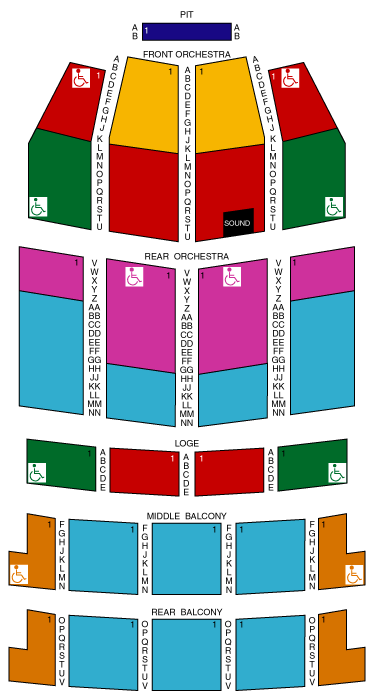 PIT
A 1 A
B B
FRONT ORCHESTRA
1 1 1 1
A A A
B B B
C C C
D D D
E E E
F F F
G G G
H H H
J J J
K K K
L L L
M M M
N N N
O O O
P P P
Q Q Q
R R R
S S S
T T T
U U U
SOUND
REAR ORCHESTRA
1 1 1 1
V V V
W W W
X X X
Y Y Y
Z Z Z
AA AA AA
BB BB BB
CC CC CC
DD DD DD
EE EE EE
FF FF FF
GG GG GG
HH HH HH
JJ JJ JJ
KK KK KK
LL LL LL
MM MM MM
NN NN NN
LOGE
1 1 1 1
A A A
B B B
C C C
D D D
E E E
MIDDLE BALCONY
1 1 1 1 1
F F F F
G G G G
H H H H
J J J J
K K K K
L L L L
M M M M
N N N N
REAR BALCONY
1 1 1 1 1
O O O O
P P P P
Q Q Q Q
R R R R
S S S S
T T T T
U U U U
V V V V